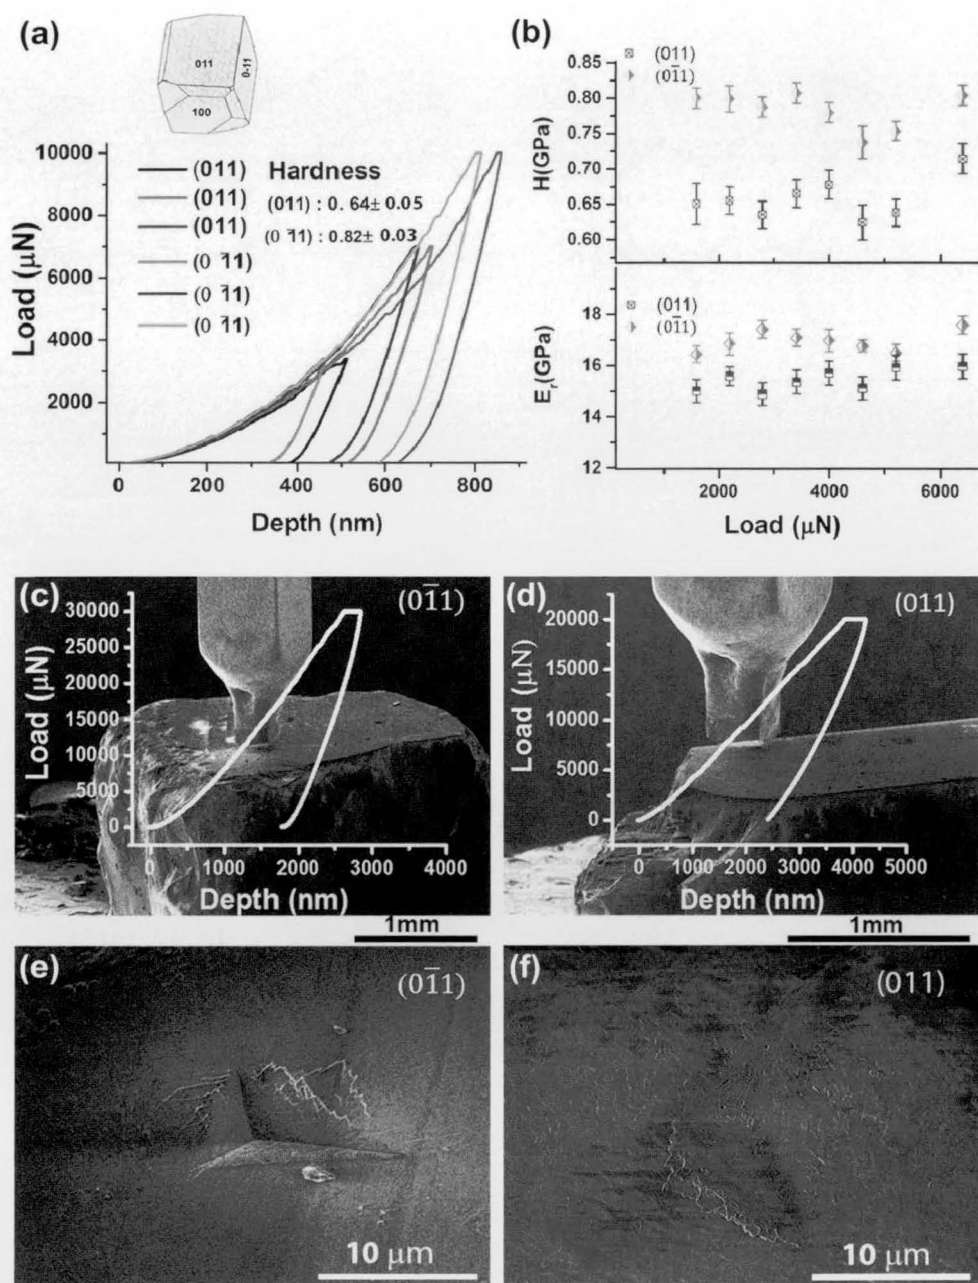 (a)
011
0-11
100
10000
8000
6000
4000
2000
Load (µN)
(011)
(011)
(011)
(0 1̄1)
(0 1̄1)
(0 1̄1)
Hardness
(011) : 0. 64± 0.05
(0 1̄1) : 0.82± 0.03
0 200 400 600 800
Depth (nm)
(b)
(011)
(01̄1)
0.85
0.80
0.75
0.70
0.65
0.60
H(GPa)
(011)
(01̄1)
18
16
14
12
Er(GPa)
2000 4000 6000
Load (µN)
(c)
(01̄1)
30000
25000
20000
15000
10000
5000
0
Load (µN)
0 1000 2000 3000 4000
Depth (nm)
1mm
(d)
(011)
20000
15000
10000
5000
0
Load (µN)
0 1000 2000 3000 4000 5000
Depth (nm)
1mm
(e)
(01̄1)
10 µm
(f)
(011)
10 µm